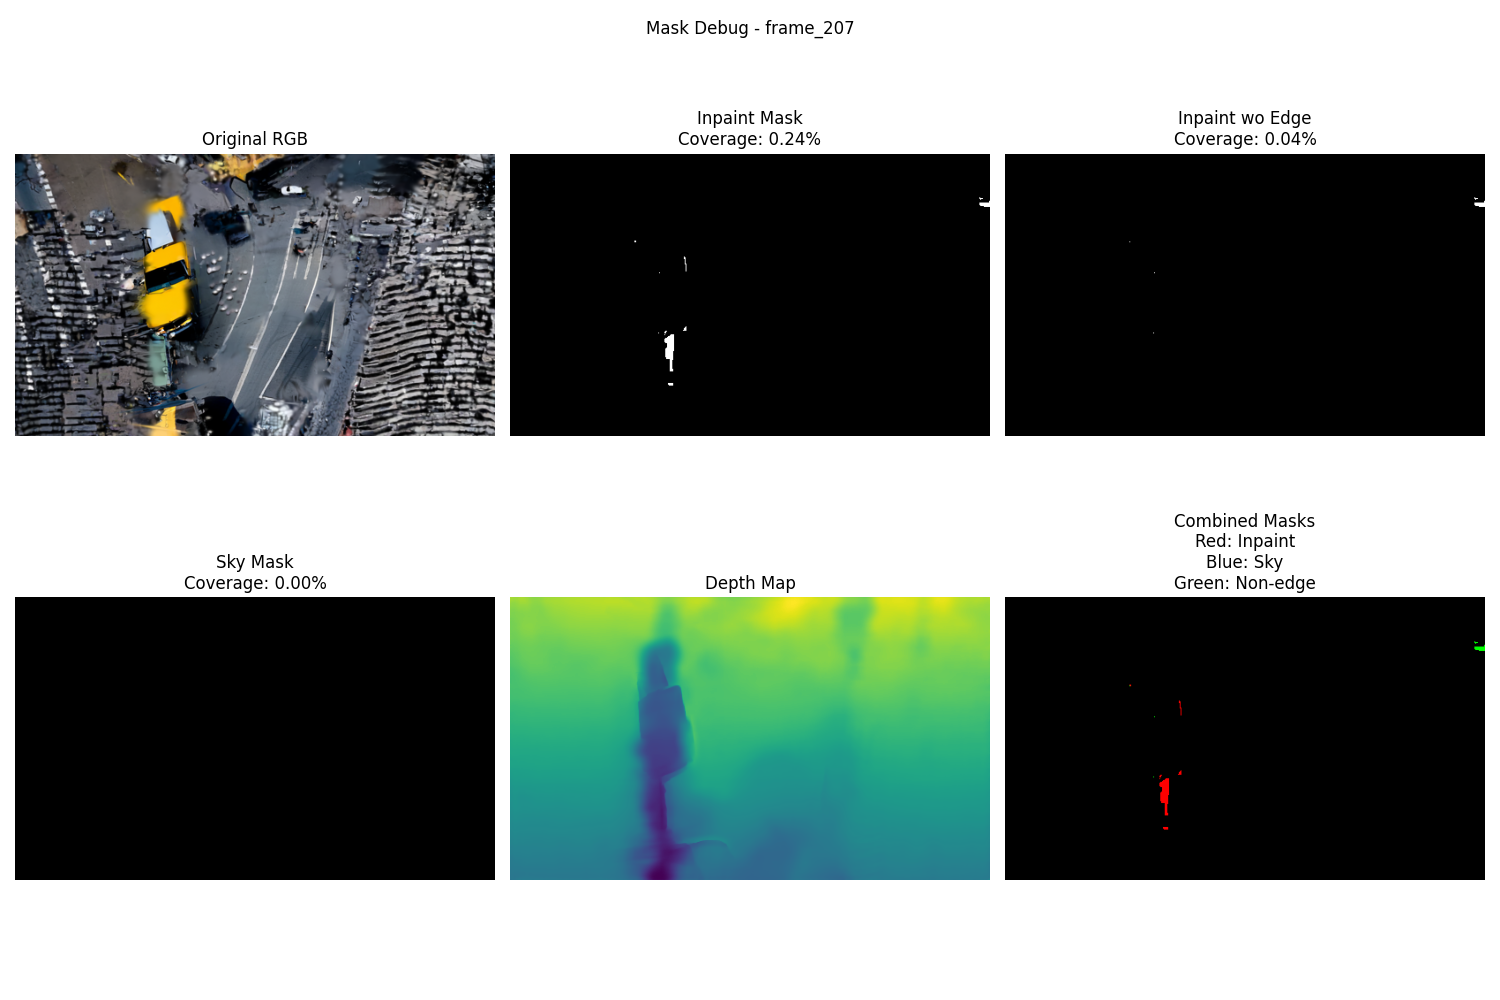 Mask Debug - frame_207
Original RGB
Inpaint Mask
Coverage: 0.24%
Inpaint wo Edge
Coverage: 0.04%
Sky Mask
Coverage: 0.00%
Depth Map
Combined Masks
Red: Inpaint
Blue: Sky
Green: Non-edge